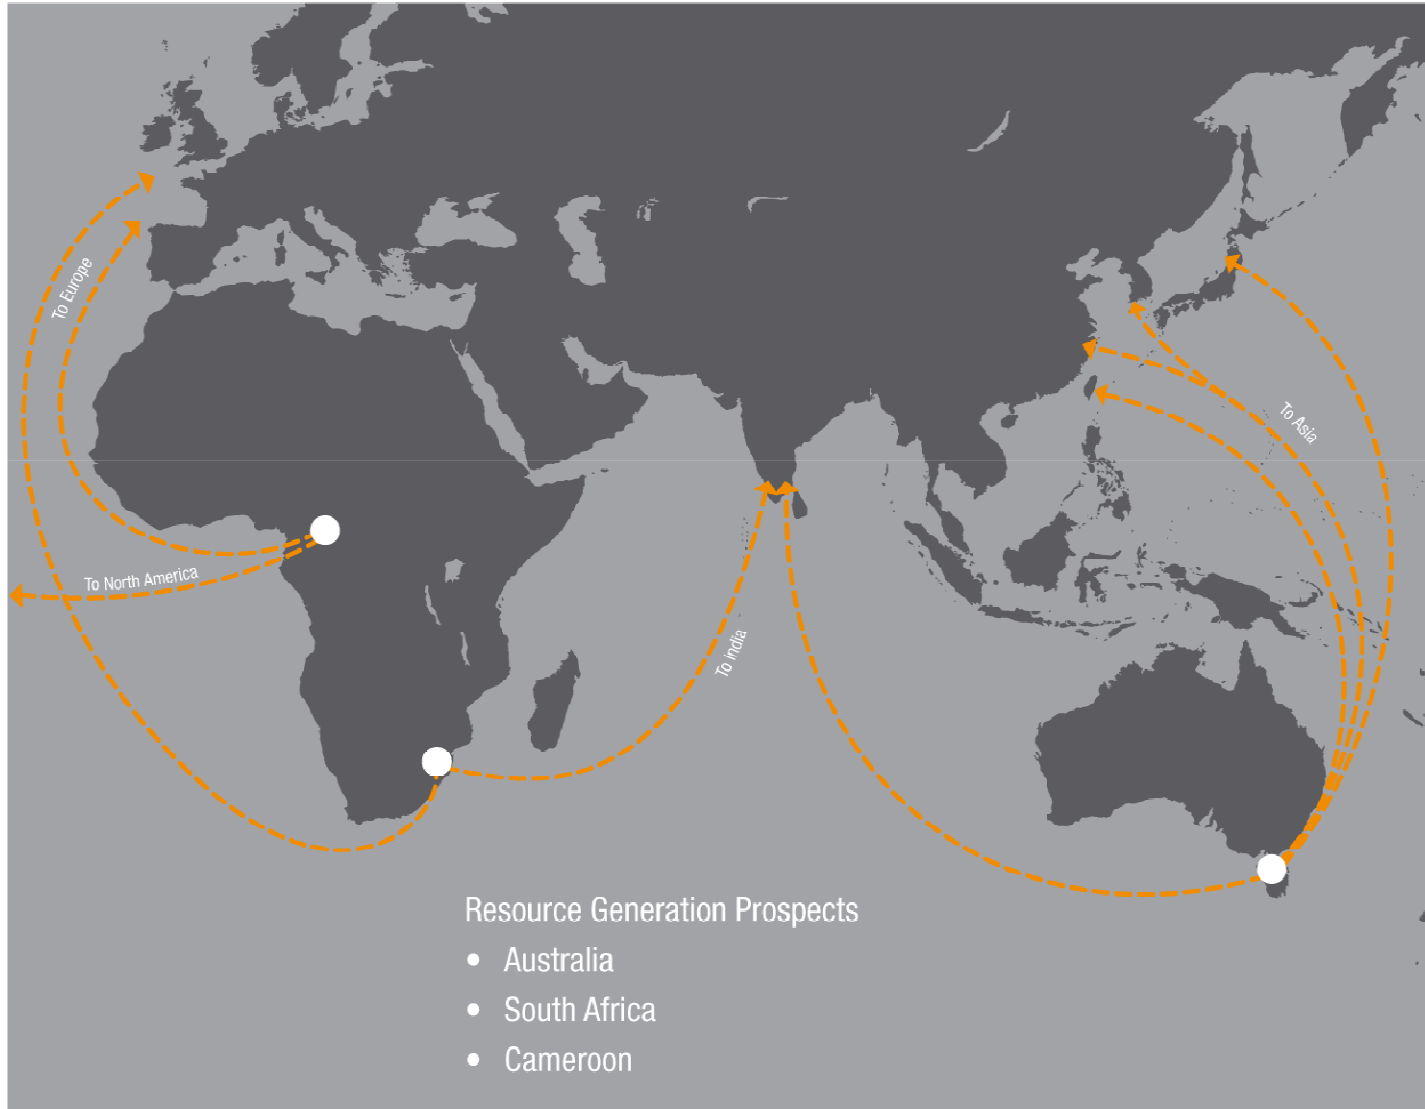 To Europe
To North America
To india
To Asia
Resource Generation Prospects
• Australia
• South Africa
• Cameroon